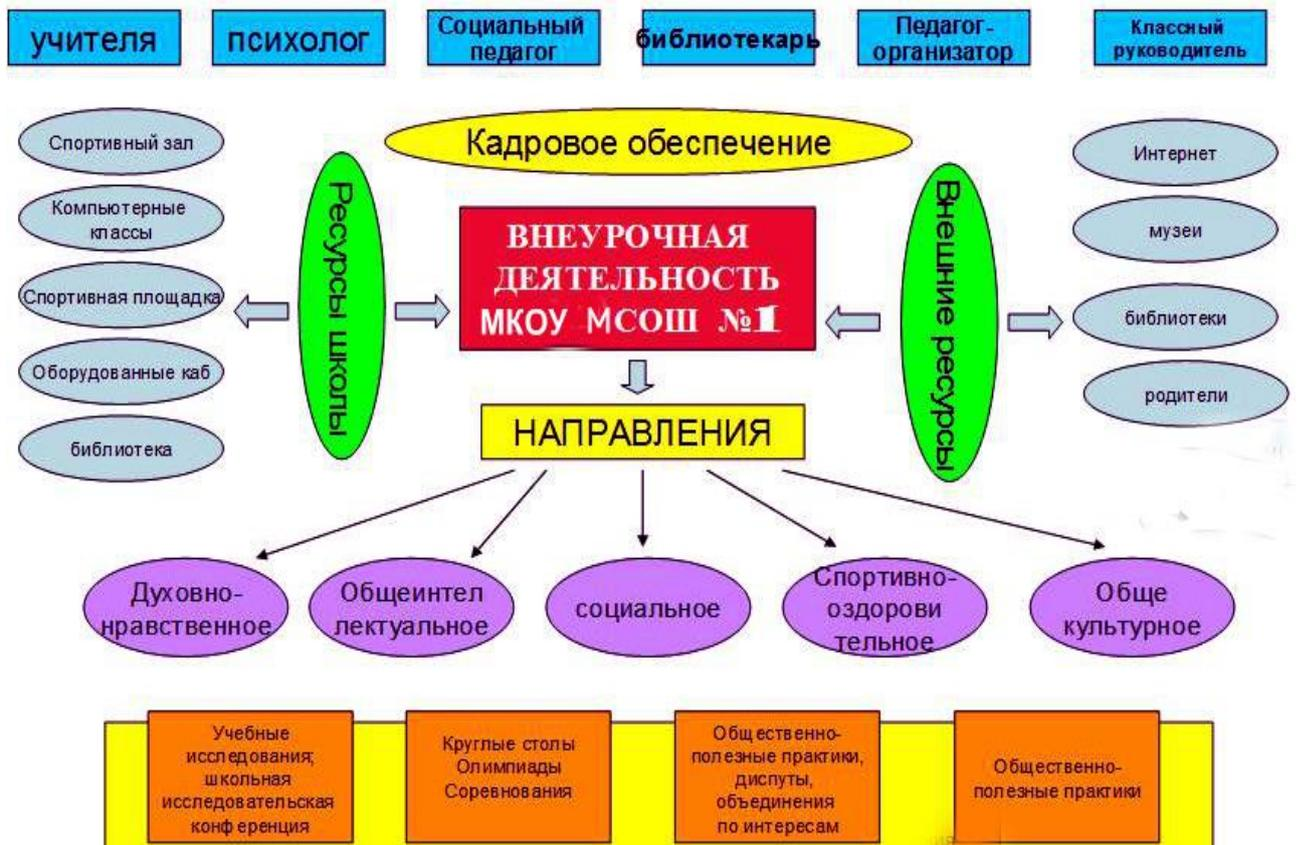 учителя
психолог
Социальный
педагог
библиотекарь
Педагог-
организатор
Классный
руководитель
Кадровое обеспечение
Спортивный зал
Компьютерные
классы
Спортивная площадка
Оборудованные каб
библиотека
Ресурсы школы
ВНЕУРОЧНАЯ
ДЕЯТЕЛЬНОСТЬ
МКОУ МСОШ №1
Внешние ресурсы
Интернет
музеи
библиотеки
родители
НАПРАВЛЕНИЯ
Духовно-
нравственное
Общеинтел
лектуальное
социальное
Спортивно-
оздорови
тельное
Обще
культурное
Учебные
исследования;
школьная
исследовательская
конференция
Круглые столы
Олимпиады
Соревнования
Общественно-
полезные практики,
диспуты,
объединения
по интересам
Общественно-
полезные практики